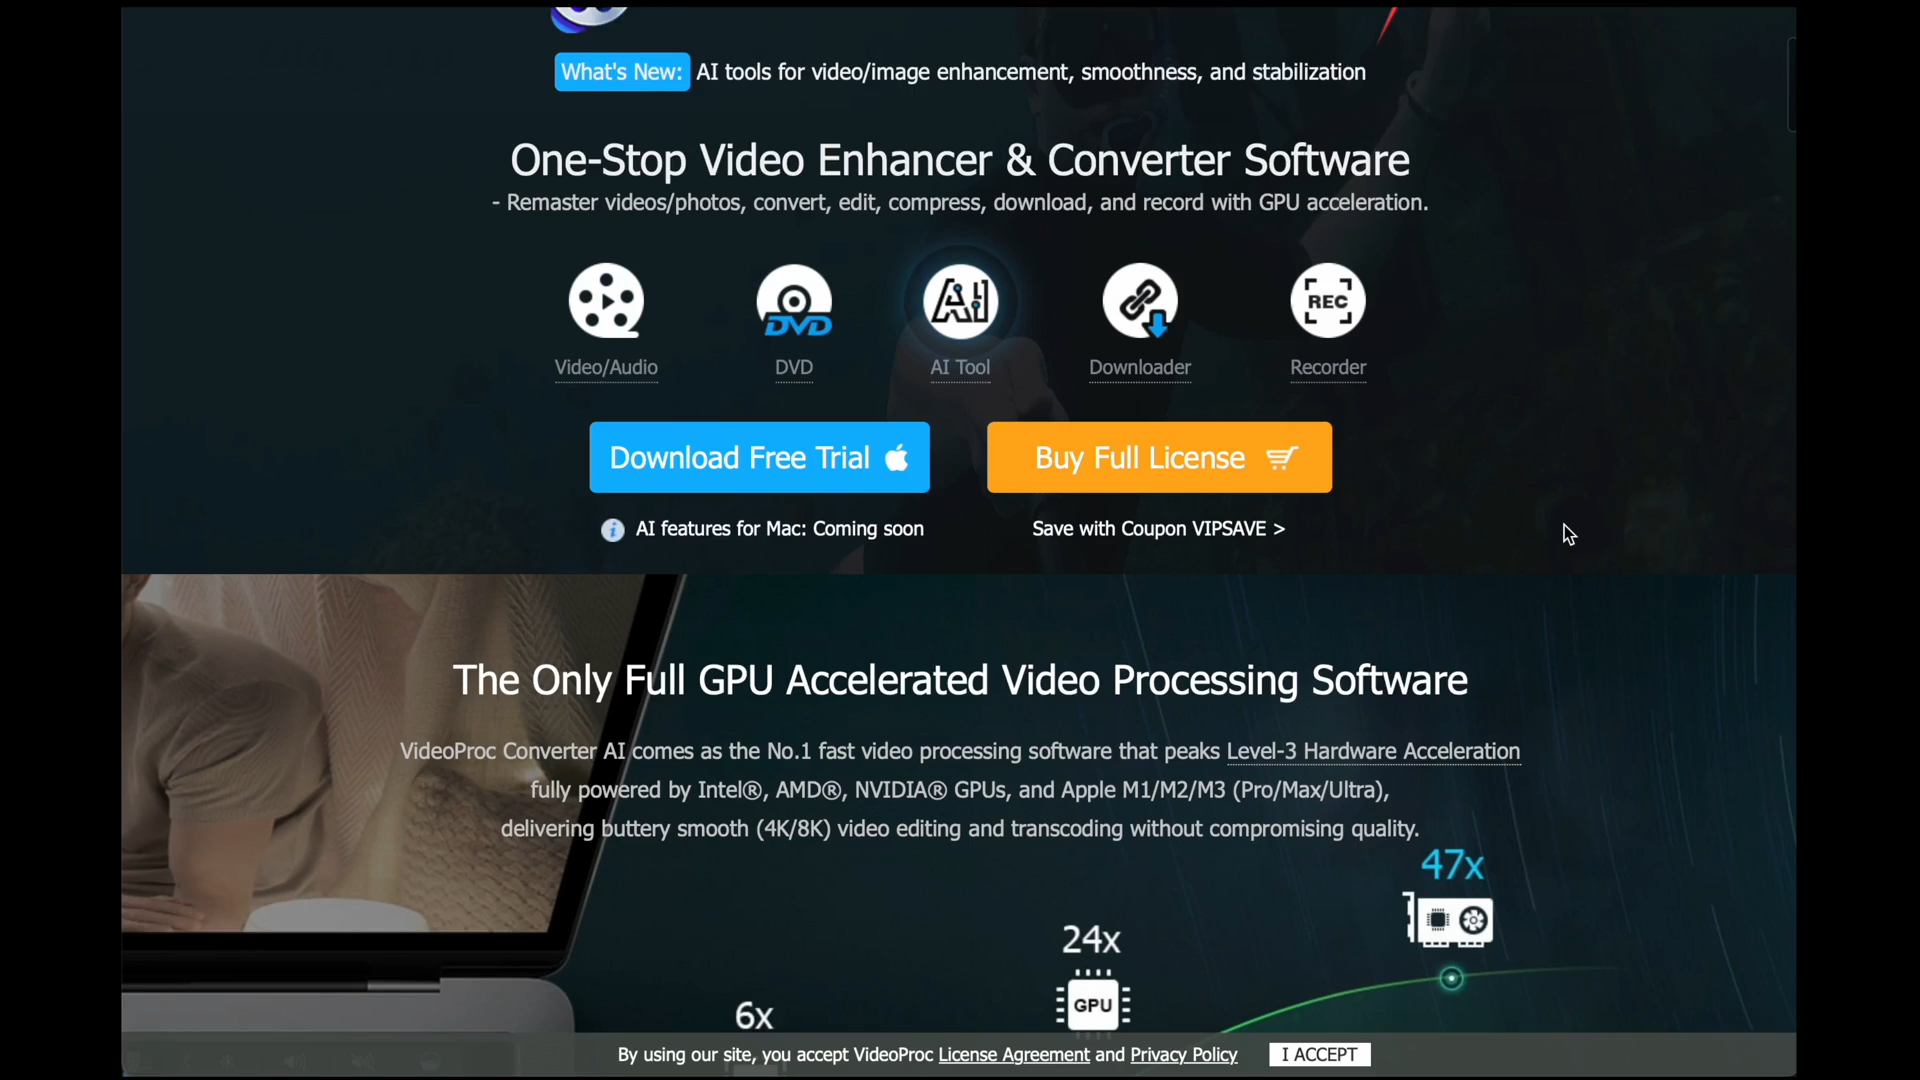 What's New: AI tools for video/image enhancement, smoothness, and stabilization
One-Stop Video Enhancer & Converter Software
- Remaster videos/photos, convert, edit, compress, download, and record with GPU acceleration.
DVD
AI
REC
Video/Audio
DVD
AI Tool
Downloader
Recorder
Download Free Trial
Buy Full License
AI features for Mac: Coming soon
Save with Coupon VIPSAVE >
The Only Full GPU Accelerated Video Processing Software
VideoProc Converter AI comes as the No.1 fast video processing software that peaks Level-3 Hardware Acceleration
fully powered by Intel®, AMD®, NVIDIA® GPUs, and Apple M1/M2/M3 (Pro/Max/Ultra),
delivering buttery smooth (4K/8K) video editing and transcoding without compromising quality.
47x
24x
GPU
6x
By using our site, you accept VideoProc License Agreement and Privacy Policy
I ACCEPT